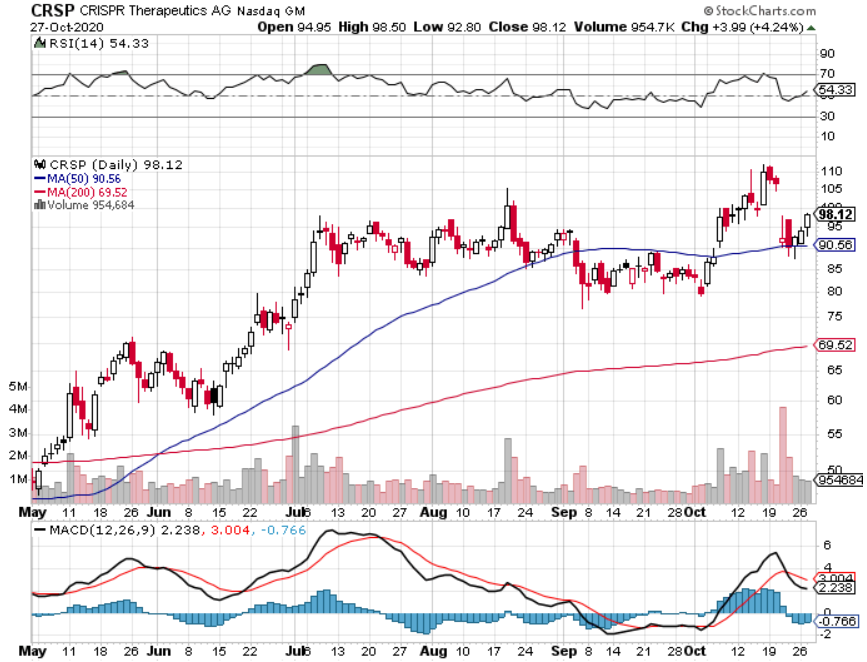 CRSP CRISPR Therapeutics AG Nasdaq GM © StockCharts.com
27-Oct-2020 Open 94.95 High 98.50 Low 92.80 Close 98.12 Volume 954.7K Chg +3.99 (+4.24%)
RSI(14) 54.33
90
70
54.33
30
10
CRSP (Daily) 98.12
MA(50) 90.56
MA(200) 69.52
Volume 954,684
110
105
98.12
95
90.56
85
80
75
69.52
65
5M
4M 60
3M 55
2M
50
1M 954684
May 11 18 26 Jun 8 15 22 Jul 6 13 20 27 Aug 10 17 24 Sep 8 14 21 28 Oct 12 19 26
MACD(12,26,9) 2.238, 3.004, -0.766
6
4
3.004
2.238
0
-0.766
-2
May 11 18 26 Jun 8 15 22 Jul 6 13 20 27 Aug 10 17 24 Sep 8 14 21 28 Oct 12 19 26